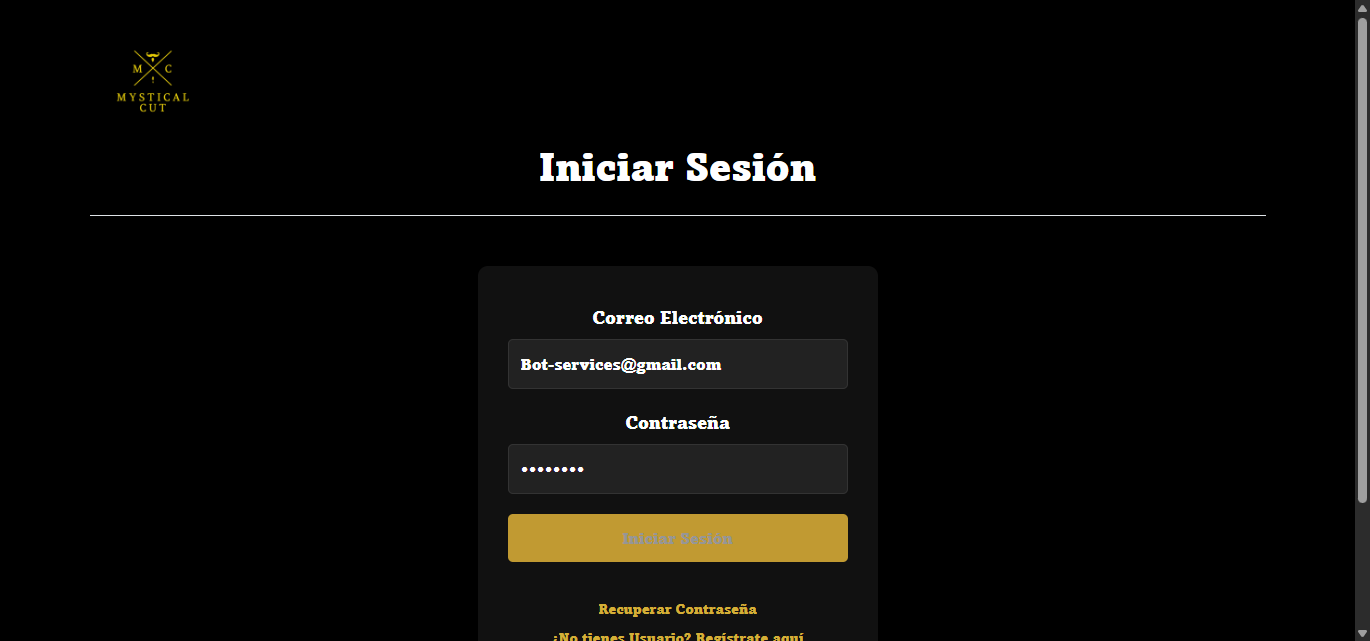 M C
MYSTICAL
CUT
Iniciar Sesión
Correo Electrónico
Bot-services@gmail.com
Contraseña
••••••••
Iniciar Sesión
Recuperar Contraseña
¿No tienes Usuario? Regístrate aquí